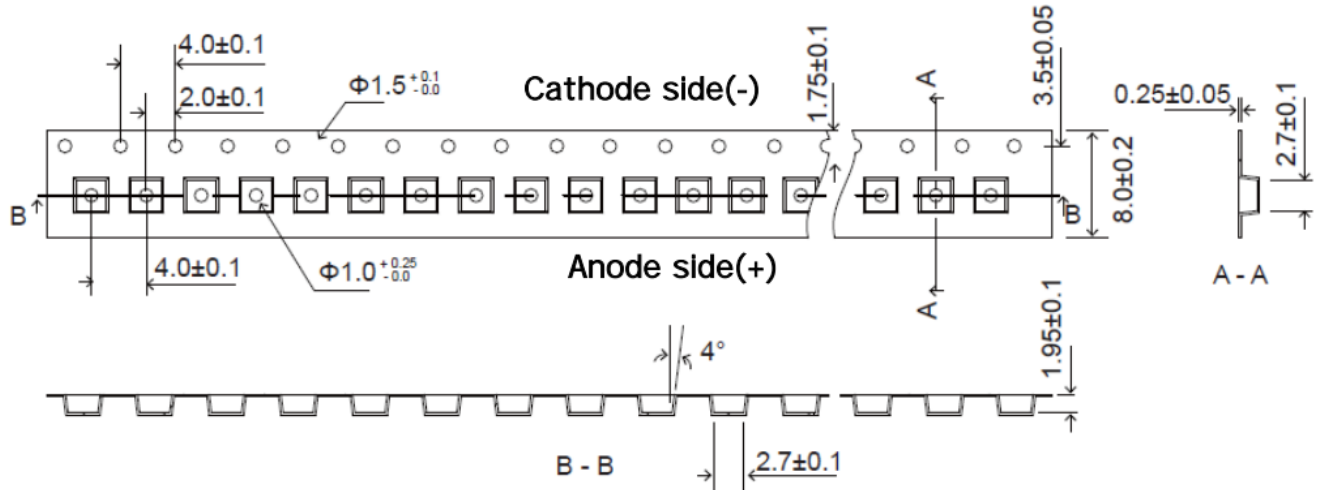 4.0±0.1
2.0±0.1
Φ1.5 +0.1 -0.0
Cathode side(-)
1.75±0.1
A
3.5±0.05
0.25±0.05
2.7±0.1
8.0±0.2
B
B
4.0±0.1
Φ1.0 +0.25 -0.0
Anode side(+)
A
A - A
4°
1.95±0.1
B - B
2.7±0.1